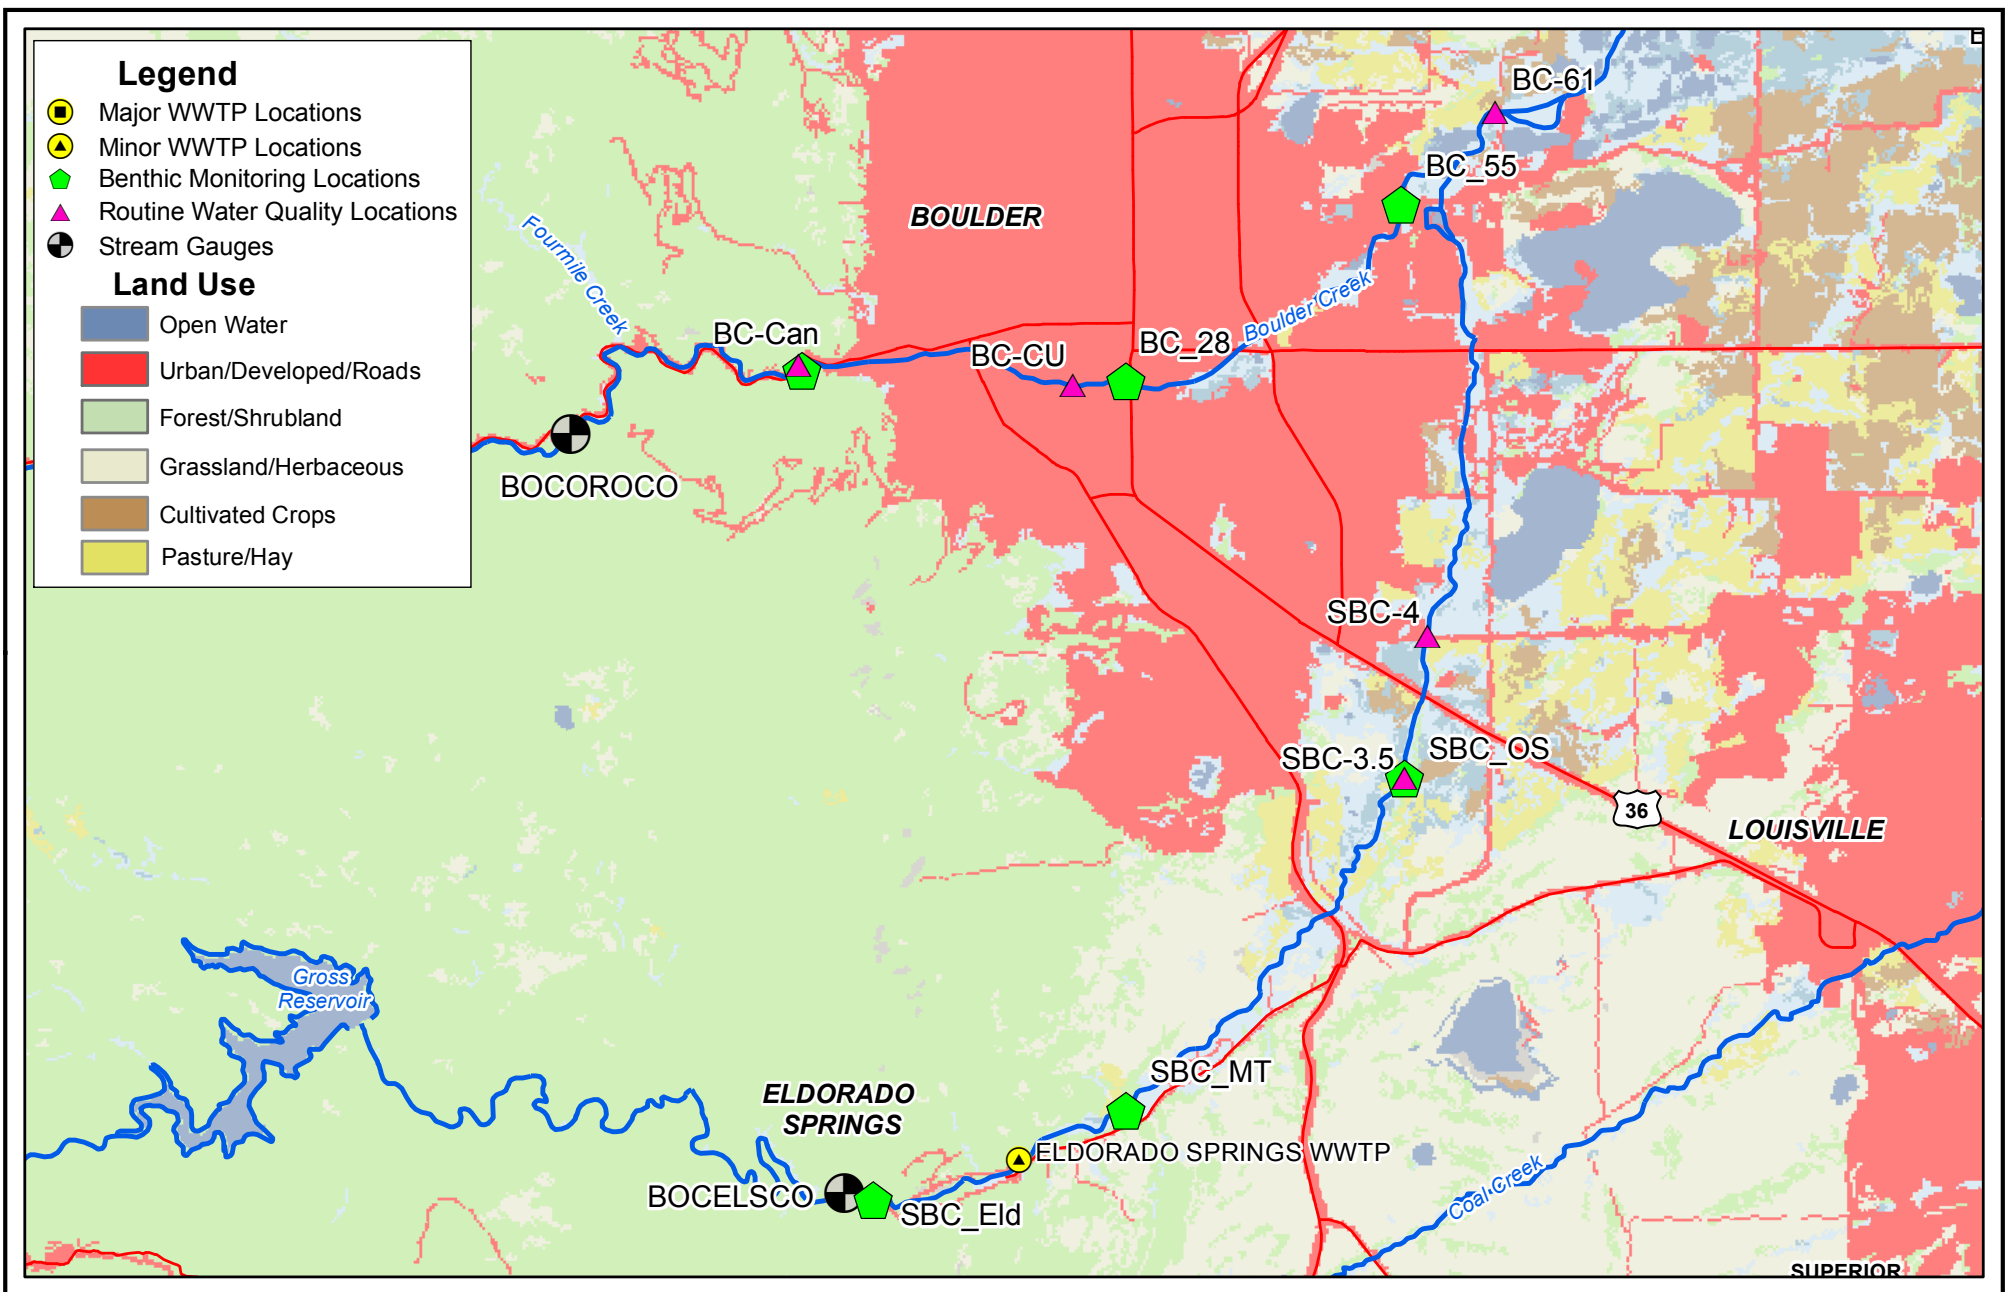 Legend
Major WWTP Locations
Minor WWTP Locations
Benthic Monitoring Locations
Routine Water Quality Locations
Stream Gauges
Land Use
Open Water
Urban/Developed/Roads
Forest/Shrubland
Grassland/Herbaceous
Cultivated Crops
Pasture/Hay
E
BC-61
BC_55
BOULDER
Fourmile Creek
BC-Can
BC-CU
BC_28
Boulder Creek
BOCOROCO
SBC-4
SBC-3.5
SBC_OS
36
LOUISVILLE
Gross
Reservoir
ELDORADO
SPRINGS
SBC_MT
ELDORADO SPRINGS WWTP
BOCELSCO
SBC_Eld
Coal Creek
SUPERIOR